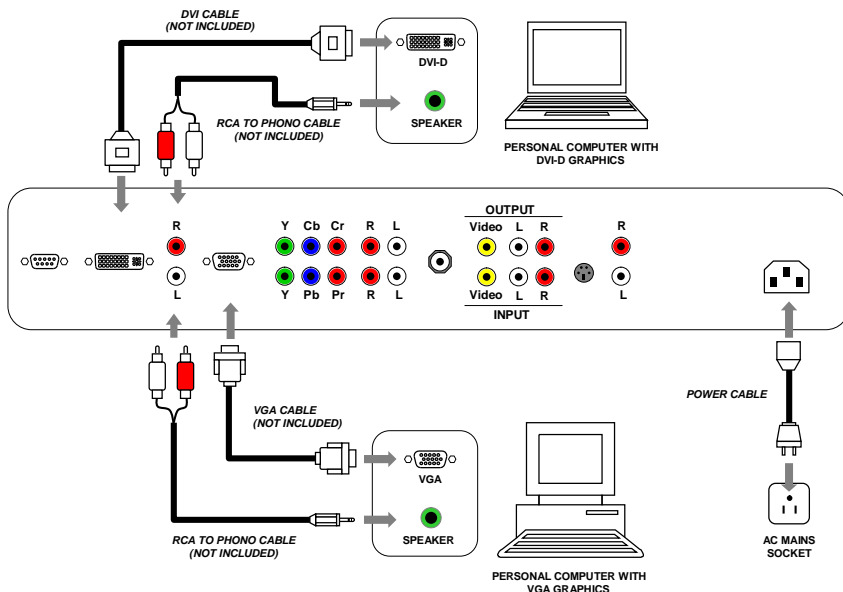 DVI CABLE
(NOT INCLUDED)
DVI-D
SPEAKER
RCA TO PHONO CABLE
(NOT INCLUDED)
PERSONAL COMPUTER WITH
DVI-D GRAPHICS
OUTPUT
R Y Cb Cr R L Video L R R
L Y Pb Pr R L Video L R L
INPUT
VGA CABLE
(NOT INCLUDED)
POWER CABLE
VGA
SPEAKER
RCA TO PHONO CABLE
(NOT INCLUDED)
AC MAINS
SOCKET
PERSONAL COMPUTER WITH
VGA GRAPHICS